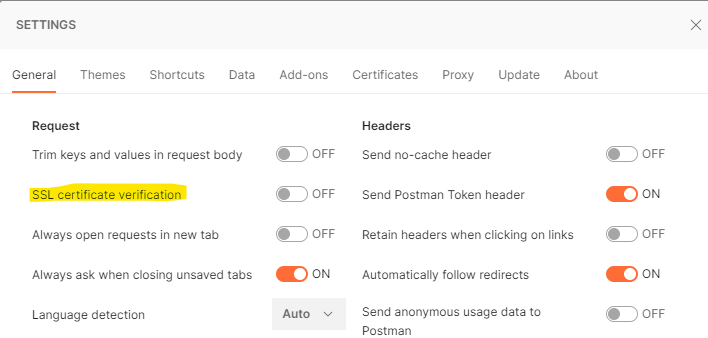 SETTINGS
General Themes Shortcuts Data Add-ons Certificates Proxy Update About
Request Headers
Trim keys and values in request body OFF Send no-cache header OFF
SSL certificate verification OFF Send Postman Token header ON
Always open requests in new tab OFF Retain headers when clicking on links OFF
Always ask when closing unsaved tabs ON Automatically follow redirects ON
Language detection Auto Send anonymous usage data to OFF
Postman